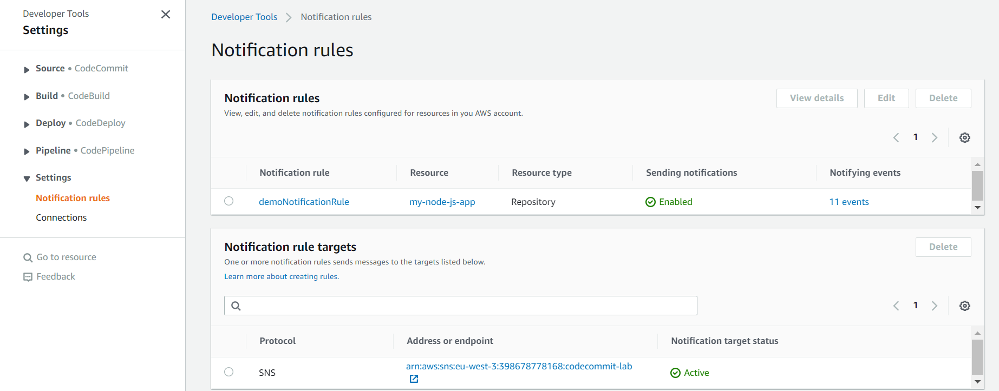 Developer Tools
Settings
Source • CodeCommit
Build • CodeBuild
Deploy • CodeDeploy
Pipeline • CodePipeline
Settings
Notification rules
Connections
Go to resource
Feedback
Developer Tools > Notification rules
Notification rules
Notification rules
View, edit, and delete notification rules configured for resources in you AWS account.
View details Edit Delete
1
Notification rule Resource Resource type Sending notifications Notifying events
demoNotificationRule my-node-js-app Repository Enabled 11 events
Notification rule targets
Delete
One or more notification rules sends messages to the targets listed below.
Learn more about creating rules.
1
Protocol Address or endpoint Notification target status
SNS arn:aws:sns:eu-west-3:398678778168:codecommit-lab Active